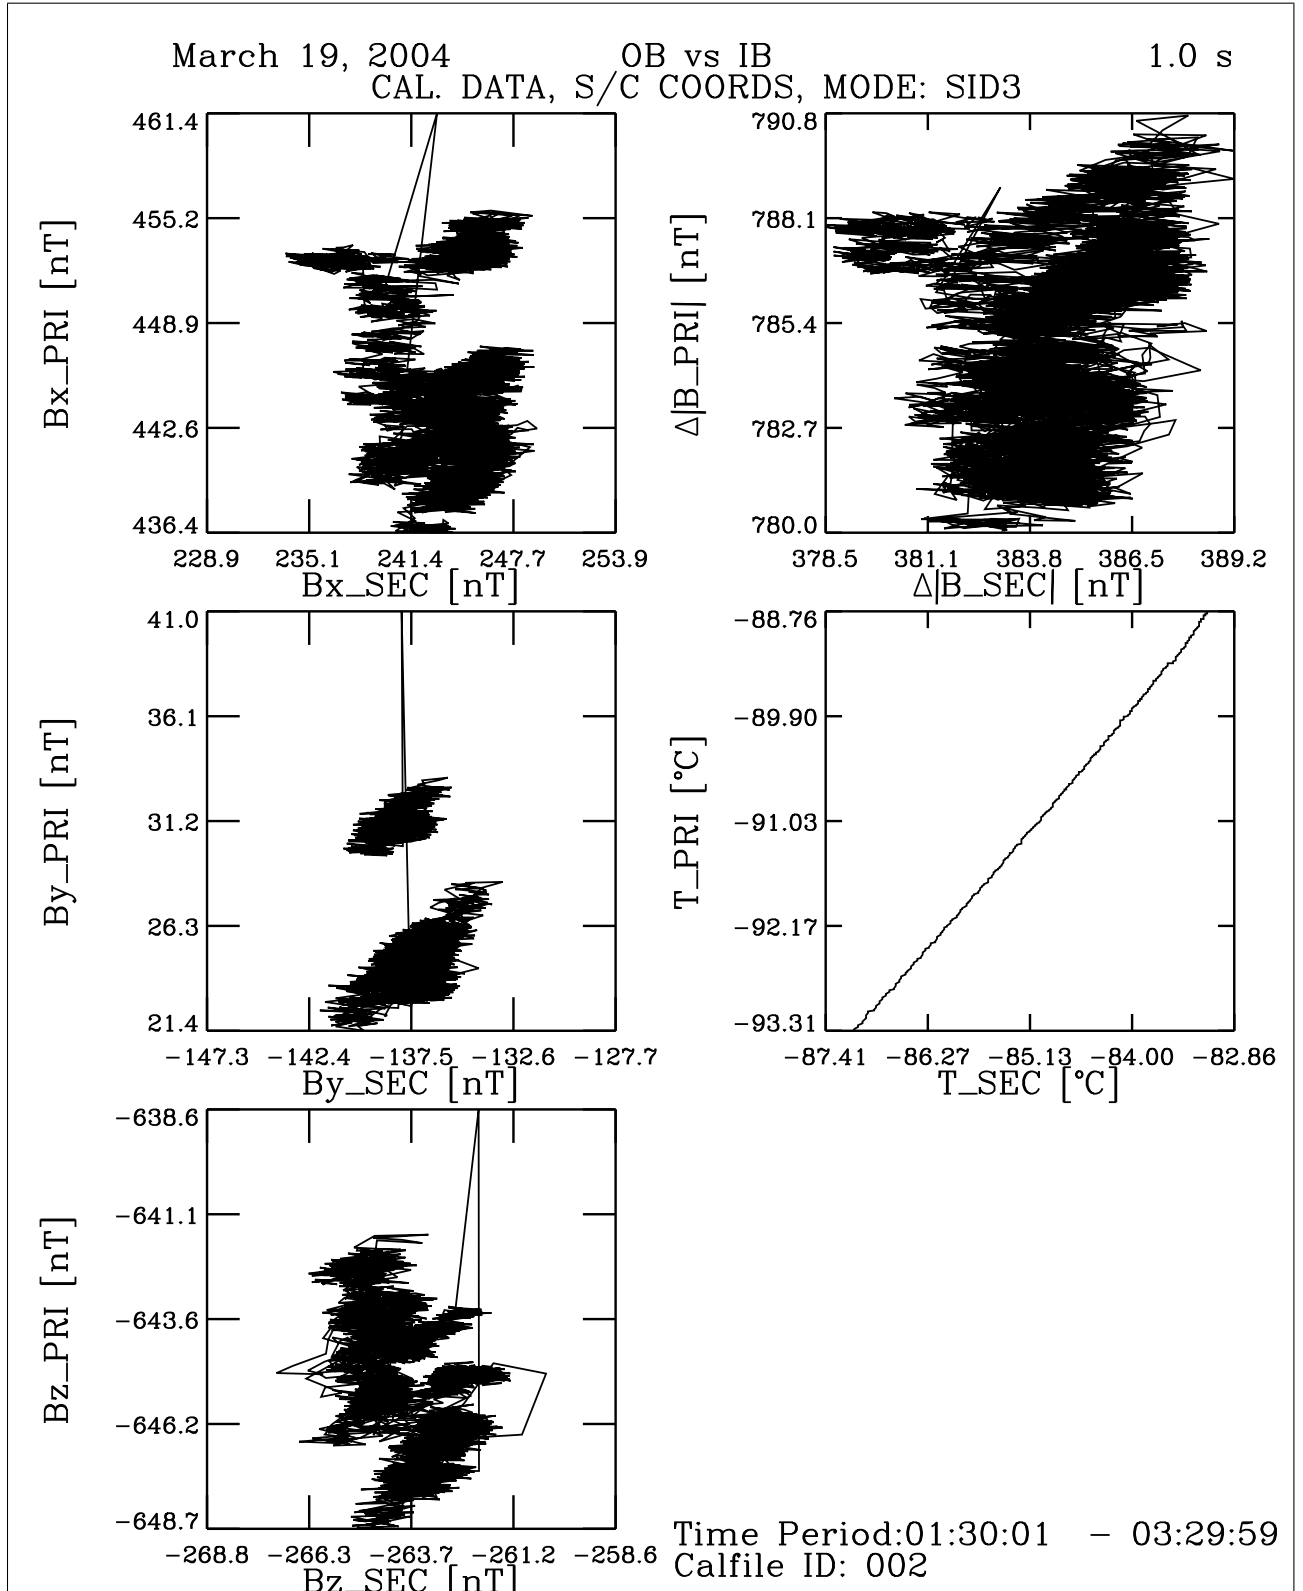 March 19, 2004 OB vs IB 1.0 s
CAL. DATA, S/C COORDS, MODE: SID3
461.4
455.2
448.9
442.6
436.4
Bx_PRI [nT]
228.9 235.1 241.4 247.7 253.9
Bx_SEC [nT]
790.8
788.1
785.4
782.7
780.0
Δ|B_PRI| [nT]
378.5 381.1 383.8 386.5 389.2
Δ|B_SEC| [nT]
41.0
36.1
31.2
26.3
21.4
By_PRI [nT]
-147.3 -142.4 -137.5 -132.6 -127.7
By_SEC [nT]
-88.76
-89.90
-91.03
-92.17
-93.31
T_PRI [°C]
-87.41 -86.27 -85.13 -84.00 -82.86
T_SEC [°C]
-638.6
-641.1
-643.6
-646.2
-648.7
Bz_PRI [nT]
-268.8 -266.3 -263.7 -261.2 -258.6
Bz_SEC [nT]
Time Period:01:30:01 - 03:29:59
Calfile ID: 002